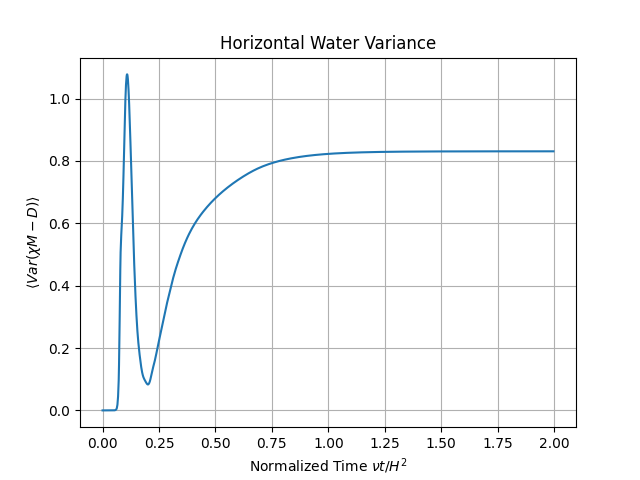 Horizontal Water Variance
⟨Var(χM − D)⟩
1.0
0.8
0.6
0.4
0.2
0.0
0.00 0.25 0.50 0.75 1.00 1.25 1.50 1.75 2.00
Normalized Time νt/H²